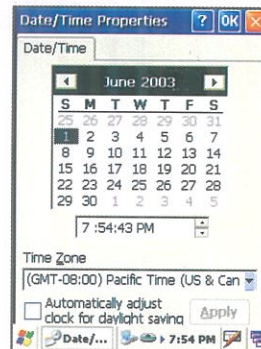 Date/Time Properties ? OK ×
Date/Time
June 2003
S M T W T F S
25 26 27 28 29 30 31
1 2 3 4 5 6 7
8 9 10 11 12 13 14
15 16 17 18 19 20 21
22 23 24 25 26 27 28
29 30 1 2 3 4 5
7 :54:43 PM
Time Zone
(GMT-08:00) Pacific Time (US & Can
Automatically adjust
clock for daylight saving Apply
Date/... 7:54 PM